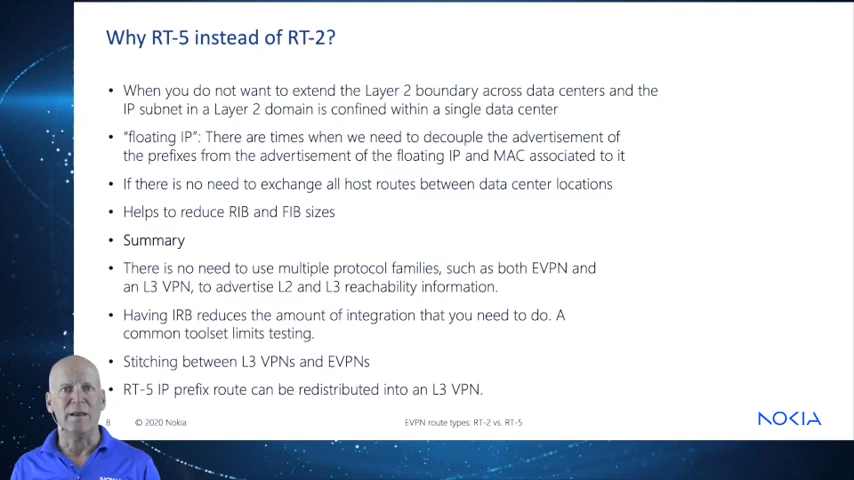 Why RT-5 instead of RT-2?
• When you do not want to extend the Layer 2 boundary across data centers and the
IP subnet in a Layer 2 domain is confined within a single data center
• “floating IP”: There are times when we need to decouple the advertisement of
the prefixes from the advertisement of the floating IP and MAC associated to it
• If there is no need to exchange all host routes between data center locations
• Helps to reduce RIB and FIB sizes
• Summary
• There is no need to use multiple protocol families, such as both EVPN and
an L3 VPN, to advertise L2 and L3 reachability information.
• Having IRB reduces the amount of integration that you need to do. A
common toolset limits testing.
• Stitching between L3 VPNs and EVPNs
• RT-5 IP prefix route can be redistributed into an L3 VPN.
8 © 2020 Nokia EVPN route types: RT-2 vs. RT-5
NOKIA
NOKIA